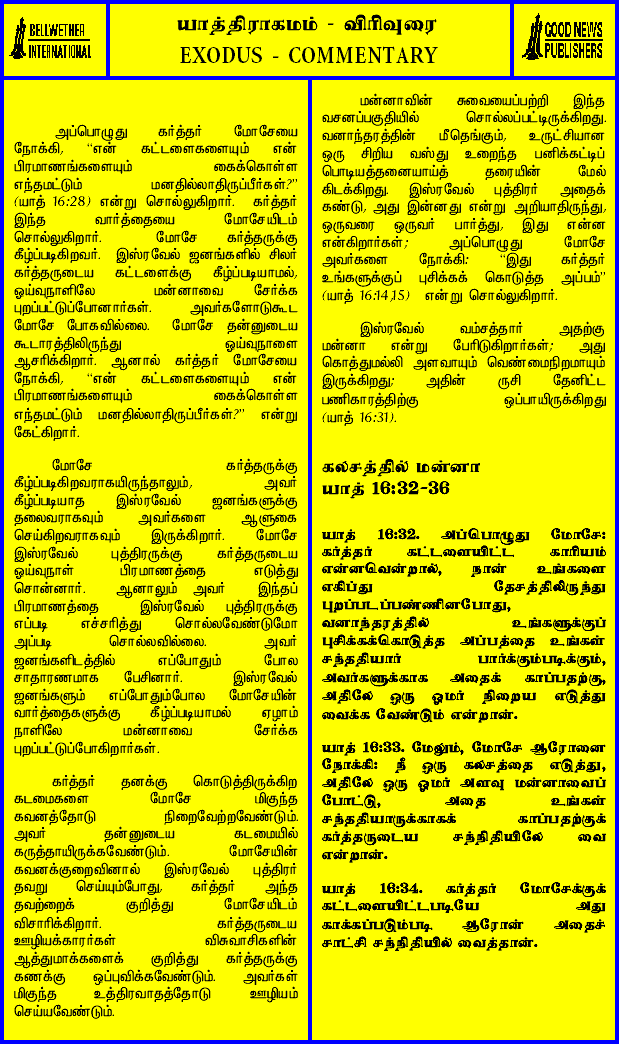 BELLWETHER
INTERNATIONAL
யாத்திராகமம் - விரிவுரை
EXODUS - COMMENTARY
GOOD NEWS
PUBLISHERS
அப்பொழுது கர்த்தர் மோசேயை
நோக்கி, “என் கட்டளைகளையும் என்
பிரமாணங்களையும் கைக்கொள்ள
எந்தமட்டும் மனதில்லாதிருப்பீர்கள்?”
(யாத் 16:28) என்று சொல்லுகிறார். கர்த்தர்
இந்த வார்த்தையை மோசேயிடம்
சொல்லுகிறார். மோசே கர்த்தருக்கு
கீழ்ப்படிகிறவர். இஸ்ரவேல் ஜனங்களில் சிலர்
கர்த்தருடைய கட்டளைக்கு கீழ்ப்படியாமல்,
ஓய்வுநாளிலே மன்னாவை சேர்க்க
புறப்பட்டுப்போனார்கள். அவர்களோடுகூட
மோசே போகவில்லை. மோசே தன்னுடைய
கூடாரத்திலிருந்து ஓய்வுநாளை
ஆசரிக்கிறார். ஆனால் கர்த்தர் மோசேயை
நோக்கி, “என் கட்டளைகளையும் என்
பிரமாணங்களையும் கைக்கொள்ள
எந்தமட்டும் மனதில்லாதிருப்பீர்கள்?” என்று
கேட்கிறார்.
மோசே கர்த்தருக்கு
கீழ்ப்படிகிறவராகயிருந்தாலும், அவர்
கீழ்ப்படியாத இஸ்ரவேல் ஜனங்களுக்கு
தலைவராகவும் அவர்களை ஆளுகை
செய்கிறவராகவும் இருக்கிறார். மோசே
இஸ்ரவேல் புத்திரருக்கு கர்த்தருடைய
ஓய்வுநாள் பிரமாணத்தை எடுத்து
சொன்னார். ஆனாலும் அவர் இந்தப்
பிரமாணத்தை இஸ்ரவேல் புத்திரருக்கு
எப்படி எச்சரித்து சொல்லவேண்டுமோ
அப்படி சொல்லவில்லை. அவர்
ஜனங்களிடத்தில் எப்போதும் போல
சாதாரணமாக பேசினார். இஸ்ரவேல்
ஜனங்களும் எப்போதும்போல மோசேயின்
வார்த்தைகளுக்கு கீழ்ப்படியாமல் ஏழாம்
நாளிலே மன்னாவை சேர்க்க
புறப்பட்டுப்போகிறார்கள்.
கர்த்தர் தனக்கு கொடுத்திருக்கிற
கடமைகளை மோசே மிகுந்த
கவனத்தோடு நிறைவேற்றவேண்டும்.
அவர் தன்னுடைய கடமையில்
கருத்தாயிருக்கவேண்டும். மோசேயின்
கவனக்குறைவினால் இஸ்ரவேல் புத்திரர்
தவறு செய்யும்போது, கர்த்தர் அந்த
தவற்றைக் குறித்து மோசேயிடம்
விசாரிக்கிறார். கர்த்தருடைய
ஊழியக்காரர்கள் விசுவாசிகளின்
ஆத்துமாக்களைக் குறித்து கர்த்தருக்கு
கணக்கு ஒப்புவிக்கவேண்டும். அவர்கள்
மிகுந்த உத்திரவாதத்தோடு ஊழியம்
செய்யவேண்டும்.
மன்னாவின் சுவையைப்பற்றி இந்த
வசனப்பகுதியில் சொல்லப்பட்டிருக்கிறது.
வனாந்தரத்தின் மீதெங்கும், உருட்சியான
ஒரு சிறிய வஸ்து உறைந்த பனிக்கட்டிப்
பொடியத்தனையாய்த் தரையின் மேல்
கிடக்கிறது. இஸ்ரவேல் புத்திரர் அதைக்
கண்டு, அது இன்னது என்று அறியாதிருந்து,
ஒருவரை ஒருவர் பார்த்து, இது என்ன
என்கிறார்கள்; அப்பொழுது மோசே
அவர்களை நோக்கி: “இது கர்த்தர்
உங்களுக்குப் புசிக்கக் கொடுத்த அப்பம்”
(யாத் 16:14,15) என்று சொல்லுகிறார்.
இஸ்ரவேல் வம்சத்தார் அதற்கு
மன்னா என்று பேரிடுகிறார்கள்; அது
கொத்துமல்லி அளவாயும் வெண்மைநிறமாயும்
இருக்கிறது; அதின் ருசி தேனிட்ட
பணிகாரத்திற்கு ஒப்பாயிருக்கிறது
(யாத் 16:31).
கலசத்தில் மன்னா
யாத் 16:32-36
யாத் 16:32. அப்பொழுது மோசே:
கர்த்தர் கட்டளையிட்ட காரியம்
என்னவென்றால், நான் உங்களை
எகிப்து தேசத்திலிருந்து
புறப்படப்பண்ணினபோது,
வனாந்தரத்தில் உங்களுக்குப்
புசிக்கக்கொடுத்த அப்பத்தை உங்கள்
சந்ததியார் பார்க்கும்படிக்கும்,
அவர்களுக்காக அதைக் காப்பதற்கு,
அதிலே ஒரு ஓமர் நிறைய எடுத்து
வைக்க வேண்டும் என்றான்.
யாத் 16:33. மேலும், மோசே ஆரோனை
நோக்கி: நீ ஒரு கலசத்தை எடுத்து,
அதிலே ஒரு ஓமர் அளவு மன்னாவைப்
போட்டு, அதை உங்கள்
சந்ததியாருக்காகக் காப்பதற்குக்
கர்த்தருடைய சந்நிதியிலே வை
என்றான்.
யாத் 16:34. கர்த்தர் மோசேக்குக்
கட்டளையிட்டபடியே அது
காக்கப்படும்படி ஆரோன் அதைச்
சாட்சி சந்நிதியில் வைத்தான்.